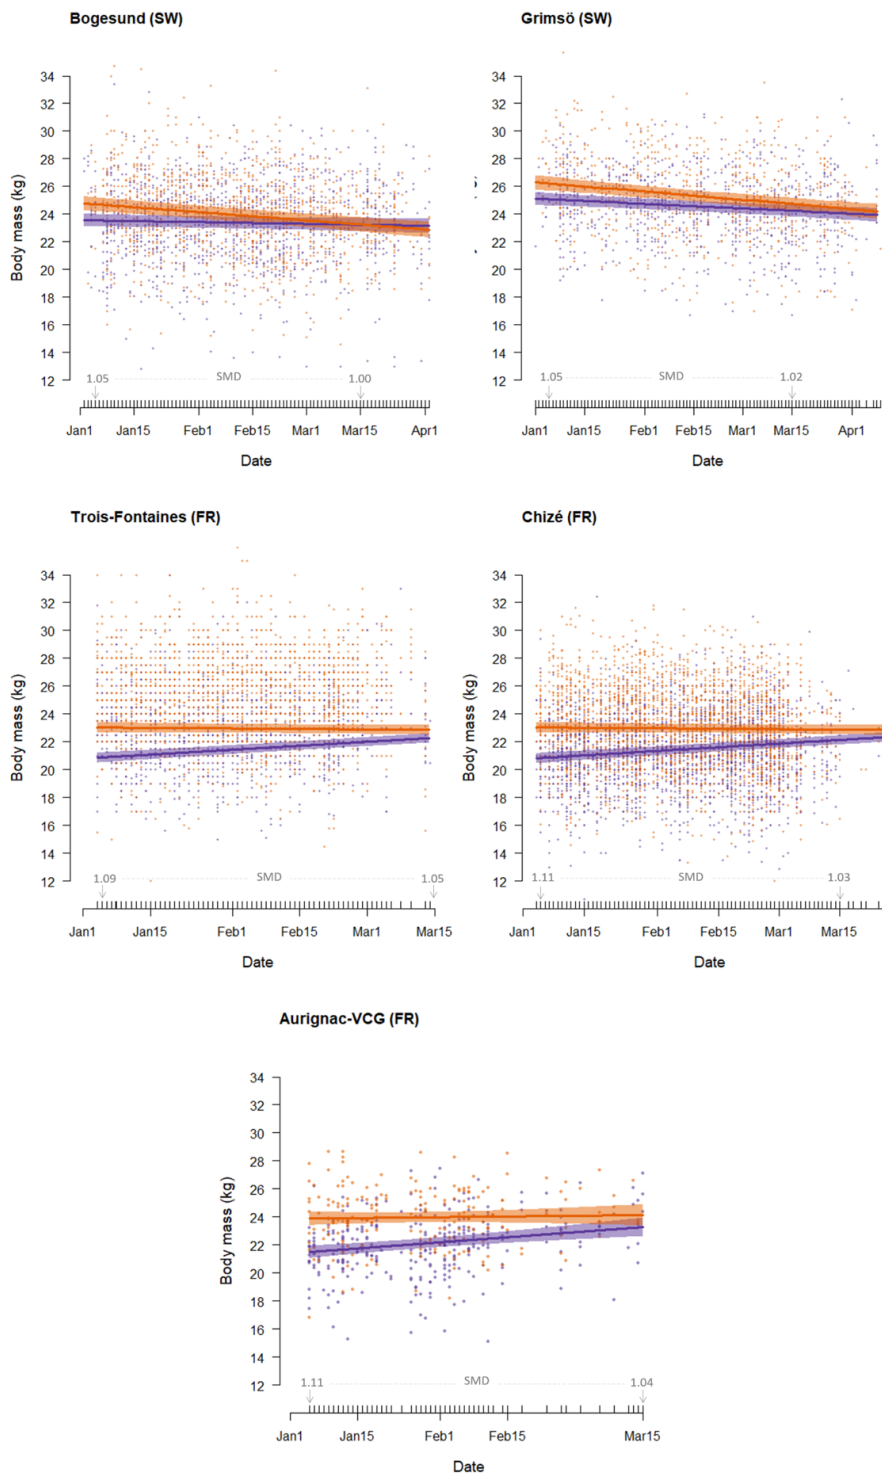 Bogesund (SW)
Body mass (kg)
34
32
30
28
26
24
22
20
18
16
14
12
1.05 SMD 1.00
Jan1 Jan15 Feb1 Feb15 Mar1 Mar15 Apr1
Date
Grimsö (SW)
34
32
30
28
26
24
22
20
18
16
14
12
1.05 SMD 1.02
Jan1 Jan15 Feb1 Feb15 Mar1 Mar15 Apr1
Date
Trois-Fontaines (FR)
Body mass (kg)
34
32
30
28
26
24
22
20
18
16
14
12
1.09 SMD 1.05
Jan1 Jan15 Feb1 Feb15 Mar1 Mar15
Date
Chizé (FR)
Body mass (kg)
34
32
30
28
26
24
22
20
18
16
14
12
1.11 SMD 1.03
Jan1 Jan15 Feb1 Feb15 Mar1 Mar15
Date
Aurignac-VCG (FR)
Body mass (kg)
34
32
30
28
26
24
22
20
18
16
14
12
1.11 SMD 1.04
Jan1 Jan15 Feb1 Feb15 Mar15
Date